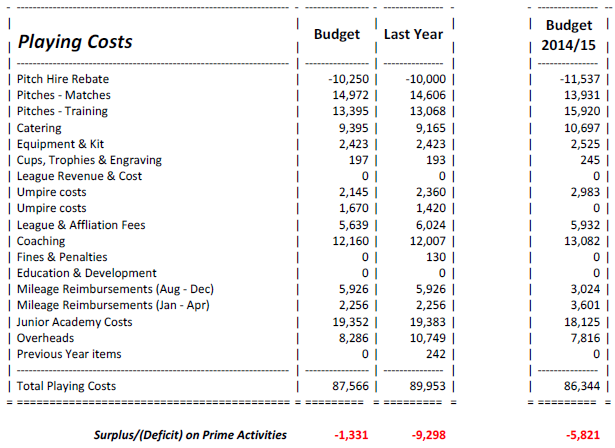 Playing Costs Budget Last Year Budget 2014/15
Pitch Hire Rebate -10,250 -10,000 -11,537
Pitches - Matches 14,972 14,606 13,931
Pitches - Training 13,395 13,068 15,920
Catering 9,395 9,165 10,697
Equipment & Kit 2,423 2,423 2,525
Cups, Trophies & Engraving 197 193 245
League Revenue & Cost 0 0 0
Umpire costs 2,145 2,360 2,983
Umpire costs 1,670 1,420 0
League & Affliation Fees 5,639 6,024 5,932
Coaching 12,160 12,007 13,082
Fines & Penalties 0 130 0
Education & Development 0 0 0
Mileage Reimbursements (Aug - Dec) 5,926 5,926 3,024
Mileage Reimbursements (Jan - Apr) 2,256 2,256 3,601
Junior Academy Costs 19,352 19,383 18,125
Overheads 8,286 10,749 7,816
Previous Year items 0 242 0
Total Playing Costs 87,566 89,953 86,344
Surplus/(Deficit) on Prime Activities -1,331 -9,298 -5,821